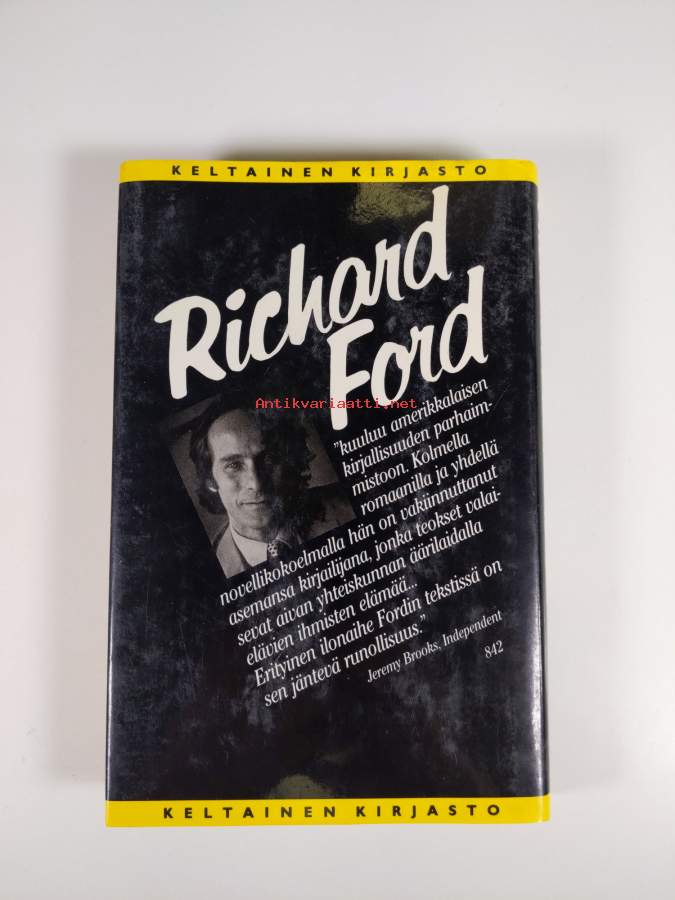 KELTAINEN KIRJASTO
Richard
Ford
Antikvariaatti.net
"kuuluu amerikkalaisen
kirjallisuuden parhaim-
mistoon. Kolmella
romaanilla ja yhdellä
novellikokoelmalla hän on vakiinnuttanut
asemansa kirjailijana, jonka teokset valai-
sevat aivan yhteiskunnan äärilaidalla
elävien ihmisten elämää...
Erityinen ilonaihe Fordin tekstissä on
sen jäntevä runollisuus."
Jeremy Brooks, Independent
842
KELTAINEN KIRJASTO